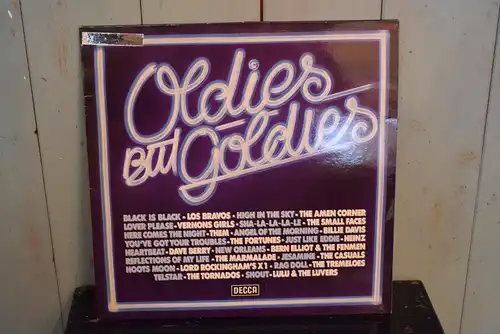 Oldies
BUT Goldies
BLACK IS BLACK - LOS BRAVOS - HIGH IN THE SKY - THE AMEN CORNER
LOVER PLEASE - VERNONS GIRLS - SHA-LA-LA-LA-LE - THE SMALL FACES
HERE COMES THE NIGHT - THEM - ANGEL OF THE MORNING - BILLIE DAVIS
YOU'VE GOT YOUR TROUBLES - THE FORTUNES - JUST LIKE EDDIE - HEINZ
HEARTBEAT - DAVE BERRY - NEW ORLEANS - BERN ELLIOT & THE FENMEN
REFLECTIONS OF MY LIFE - THE MARMALADE - JESAMINE - THE CASUALS
HOOTS MOON - LORD ROCKINGHAM'S X1 - RAG DOLL - THE TREMELOES
TELSTAR - THE TORNADOS - SHOUT - LULU & THE LUVERS
DECCA